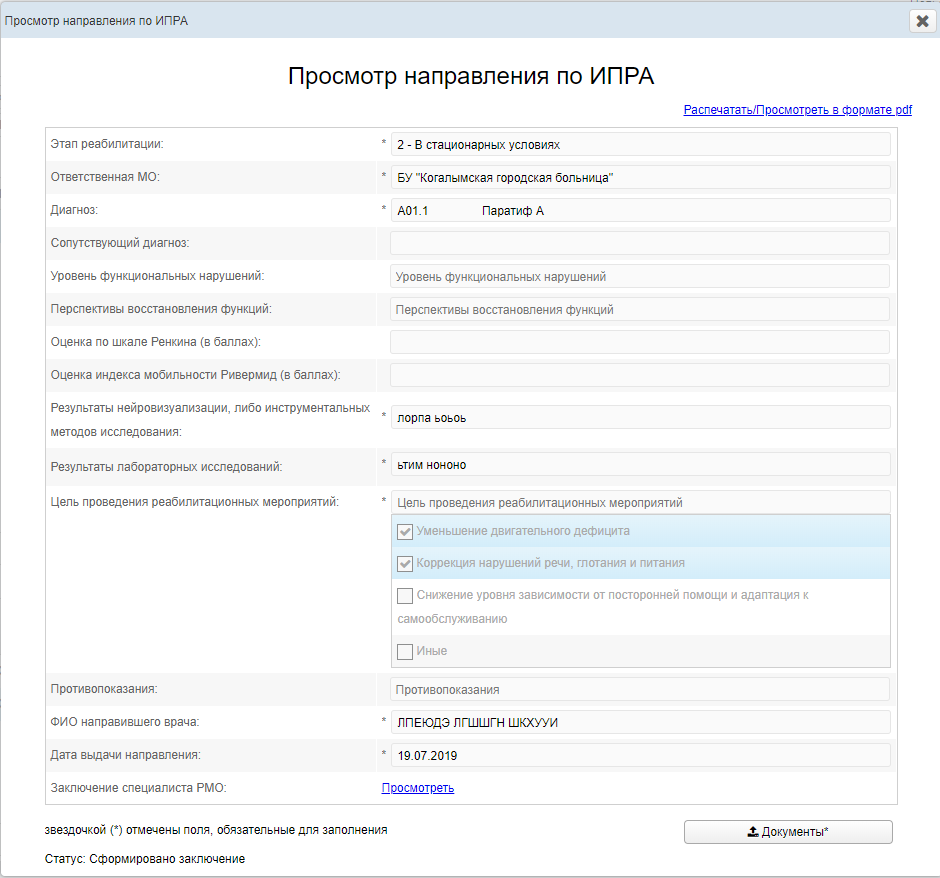 Просмотр направления по ИПРА
Просмотр направления по ИПРА
Распечатать/Просмотреть в формате pdf
Этап реабилитации: * 2 - В стационарных условиях
Ответственная МО: * БУ "Когалымская городская больница"
Диагноз: * A01.1 Паратиф A
Сопутствующий диагноз:
Уровень функциональных нарушений: Уровень функциональных нарушений
Перспективы восстановления функций: Перспективы восстановления функций
Оценка по шкале Ренкина (в баллах):
Оценка индекса мобильности Ривермид (в баллах):
Результаты нейровизуализации, либо инструментальных
методов исследования: * лорпа ьоьоь
Результаты лабораторных исследований: * ьтим нононо
Цель проведения реабилитационных мероприятий: * Цель проведения реабилитационных мероприятий
Уменьшение двигательного дефицита
Коррекция нарушений речи, глотания и питания
Снижение уровня зависимости от посторонней помощи и адаптация к
самообслуживанию
Иные
Противопоказания: Противопоказания
ФИО направившего врача: * ЛПЕЮДЭ ЛГШШГН ШКХУУИ
Дата выдачи направления: * 19.07.2019
Заключение специалиста РМО: Просмотреть
звездочкой (*) отмечены поля, обязательные для заполнения
Документы*
Статус: Сформировано заключение